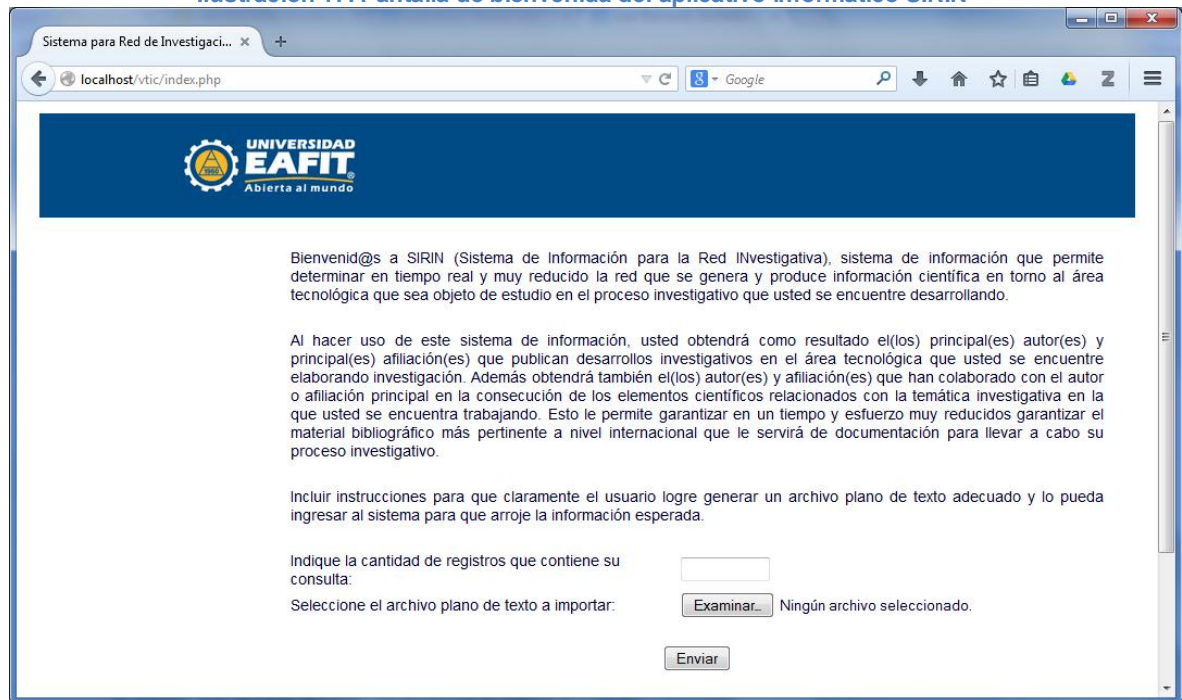 Ilustración 17: Pantalla de bienvenida del aplicativo informático SIRIN
Sistema para Red de Investigaci...
localhost/vtic/index.php
Google
UNIVERSIDAD
EAFIT®
Abierta al mundo
1960
Bienvenid@s a SIRIN (Sistema de Información para la Red INvestigativa), sistema de información que permite
determinar en tiempo real y muy reducido la red que se genera y produce información científica en torno al área
tecnológica que sea objeto de estudio en el proceso investigativo que usted se encuentre desarrollando.
Al hacer uso de este sistema de información, usted obtendrá como resultado el(los) principal(es) autor(es) y
principal(es) afiliación(es) que publican desarrollos investigativos en el área tecnológica que usted se encuentre
elaborando investigación. Además obtendrá también el(los) autor(es) y afiliación(es) que han colaborado con el autor
o afiliación principal en la consecución de los elementos científicos relacionados con la temática investigativa en la
que usted se encuentra trabajando. Esto le permite garantizar en un tiempo y esfuerzo muy reducidos garantizar el
material bibliográfico más pertinente a nivel internacional que le servirá de documentación para llevar a cabo su
proceso investigativo.
Incluir instrucciones para que claramente el usuario logre generar un archivo plano de texto adecuado y lo pueda
ingresar al sistema para que arroje la información esperada.
Indique la cantidad de registros que contiene su
consulta:
Seleccione el archivo plano de texto a importar:
Examinar... Ningún archivo seleccionado.
Enviar